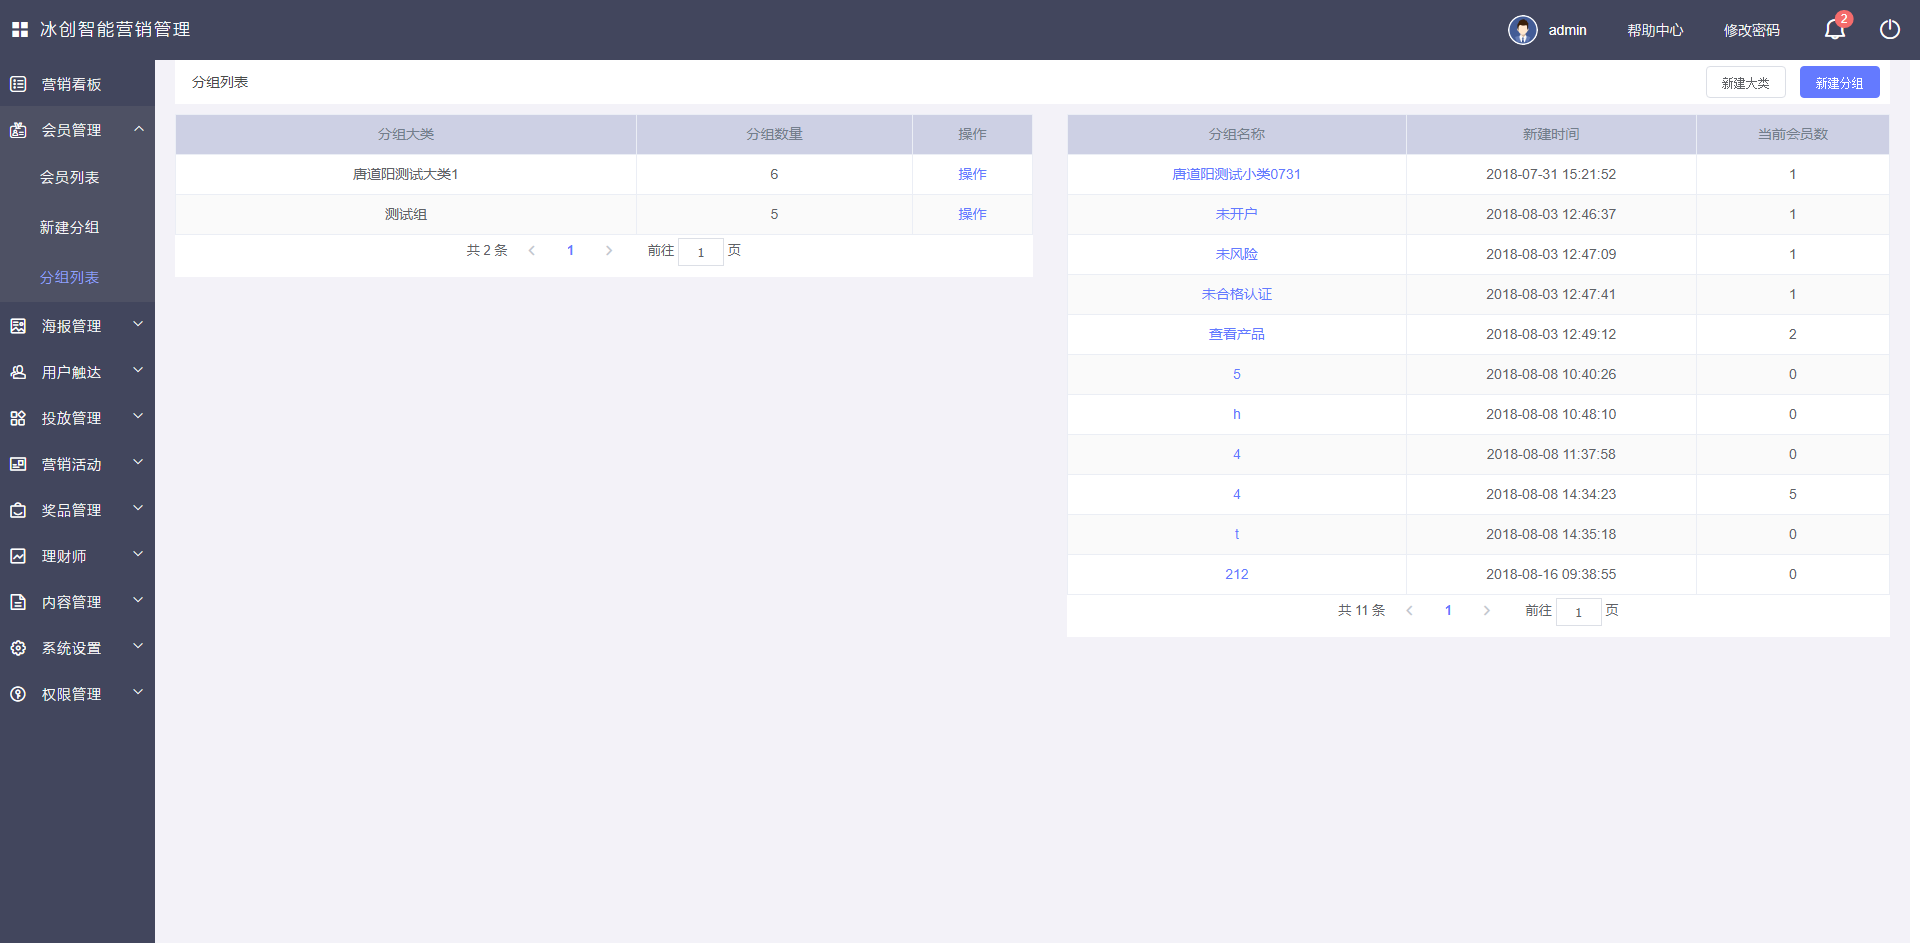 冰创智能营销管理
admin 帮助中心 修改密码 2
营销看板
会员管理
会员列表
新建分组
分组列表
海报管理
用户触达
投放管理
营销活动
奖品管理
理财师
内容管理
系统设置
权限管理
分组列表 新建大类 新建分组
分组大类 分组数量 操作
唐道阳测试大类1 6 操作
测试组 5 操作
共 2 条 1 前往 1 页
分组名称 新建时间 当前会员数
唐道阳测试小类0731 2018-07-31 15:21:52 1
未开户 2018-08-03 12:46:37 1
未风险 2018-08-03 12:47:09 1
未合格认证 2018-08-03 12:47:41 1
查看产品 2018-08-03 12:49:12 2
5 2018-08-08 10:40:26 0
h 2018-08-08 10:48:10 0
4 2018-08-08 11:37:58 0
4 2018-08-08 14:34:23 5
t 2018-08-08 14:35:18 0
212 2018-08-16 09:38:55 0
共 11 条 1 前往 1 页